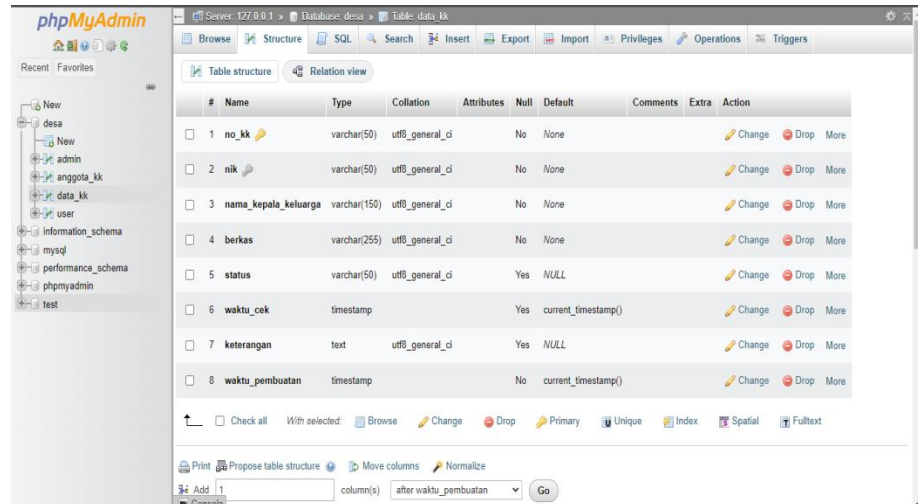 phpMyAdmin
Recent Favorites
New
desa
New
admin
anggota_kk
data_kk
user
information_schema
mysql
performance_schema
phpmyadmin
test
Server: 127.0.0.1 » Database: desa » Table: data_kk
Browse Structure SQL Search Insert Export Import Privileges Operations Triggers
Table structure Relation view
# Name Type Collation Attributes Null Default Comments Extra Action
1 no_kk varchar(50) utf8_general_ci No None Change Drop More
2 nik varchar(50) utf8_general_ci No None Change Drop More
3 nama_kepala_keluarga varchar(150) utf8_general_ci No None Change Drop More
4 berkas varchar(255) utf8_general_ci No None Change Drop More
5 status varchar(50) utf8_general_ci Yes NULL Change Drop More
6 waktu_cek timestamp Yes current_timestamp() Change Drop More
7 keterangan text utf8_general_ci Yes NULL Change Drop More
8 waktu_pembuatan timestamp No current_timestamp() Change Drop More
Check all With selected: Browse Change Drop Primary Unique Index Spatial Fulltext
Print Propose table structure Move columns Normalize
Add 1 column(s) after waktu_pembuatan Go
Console